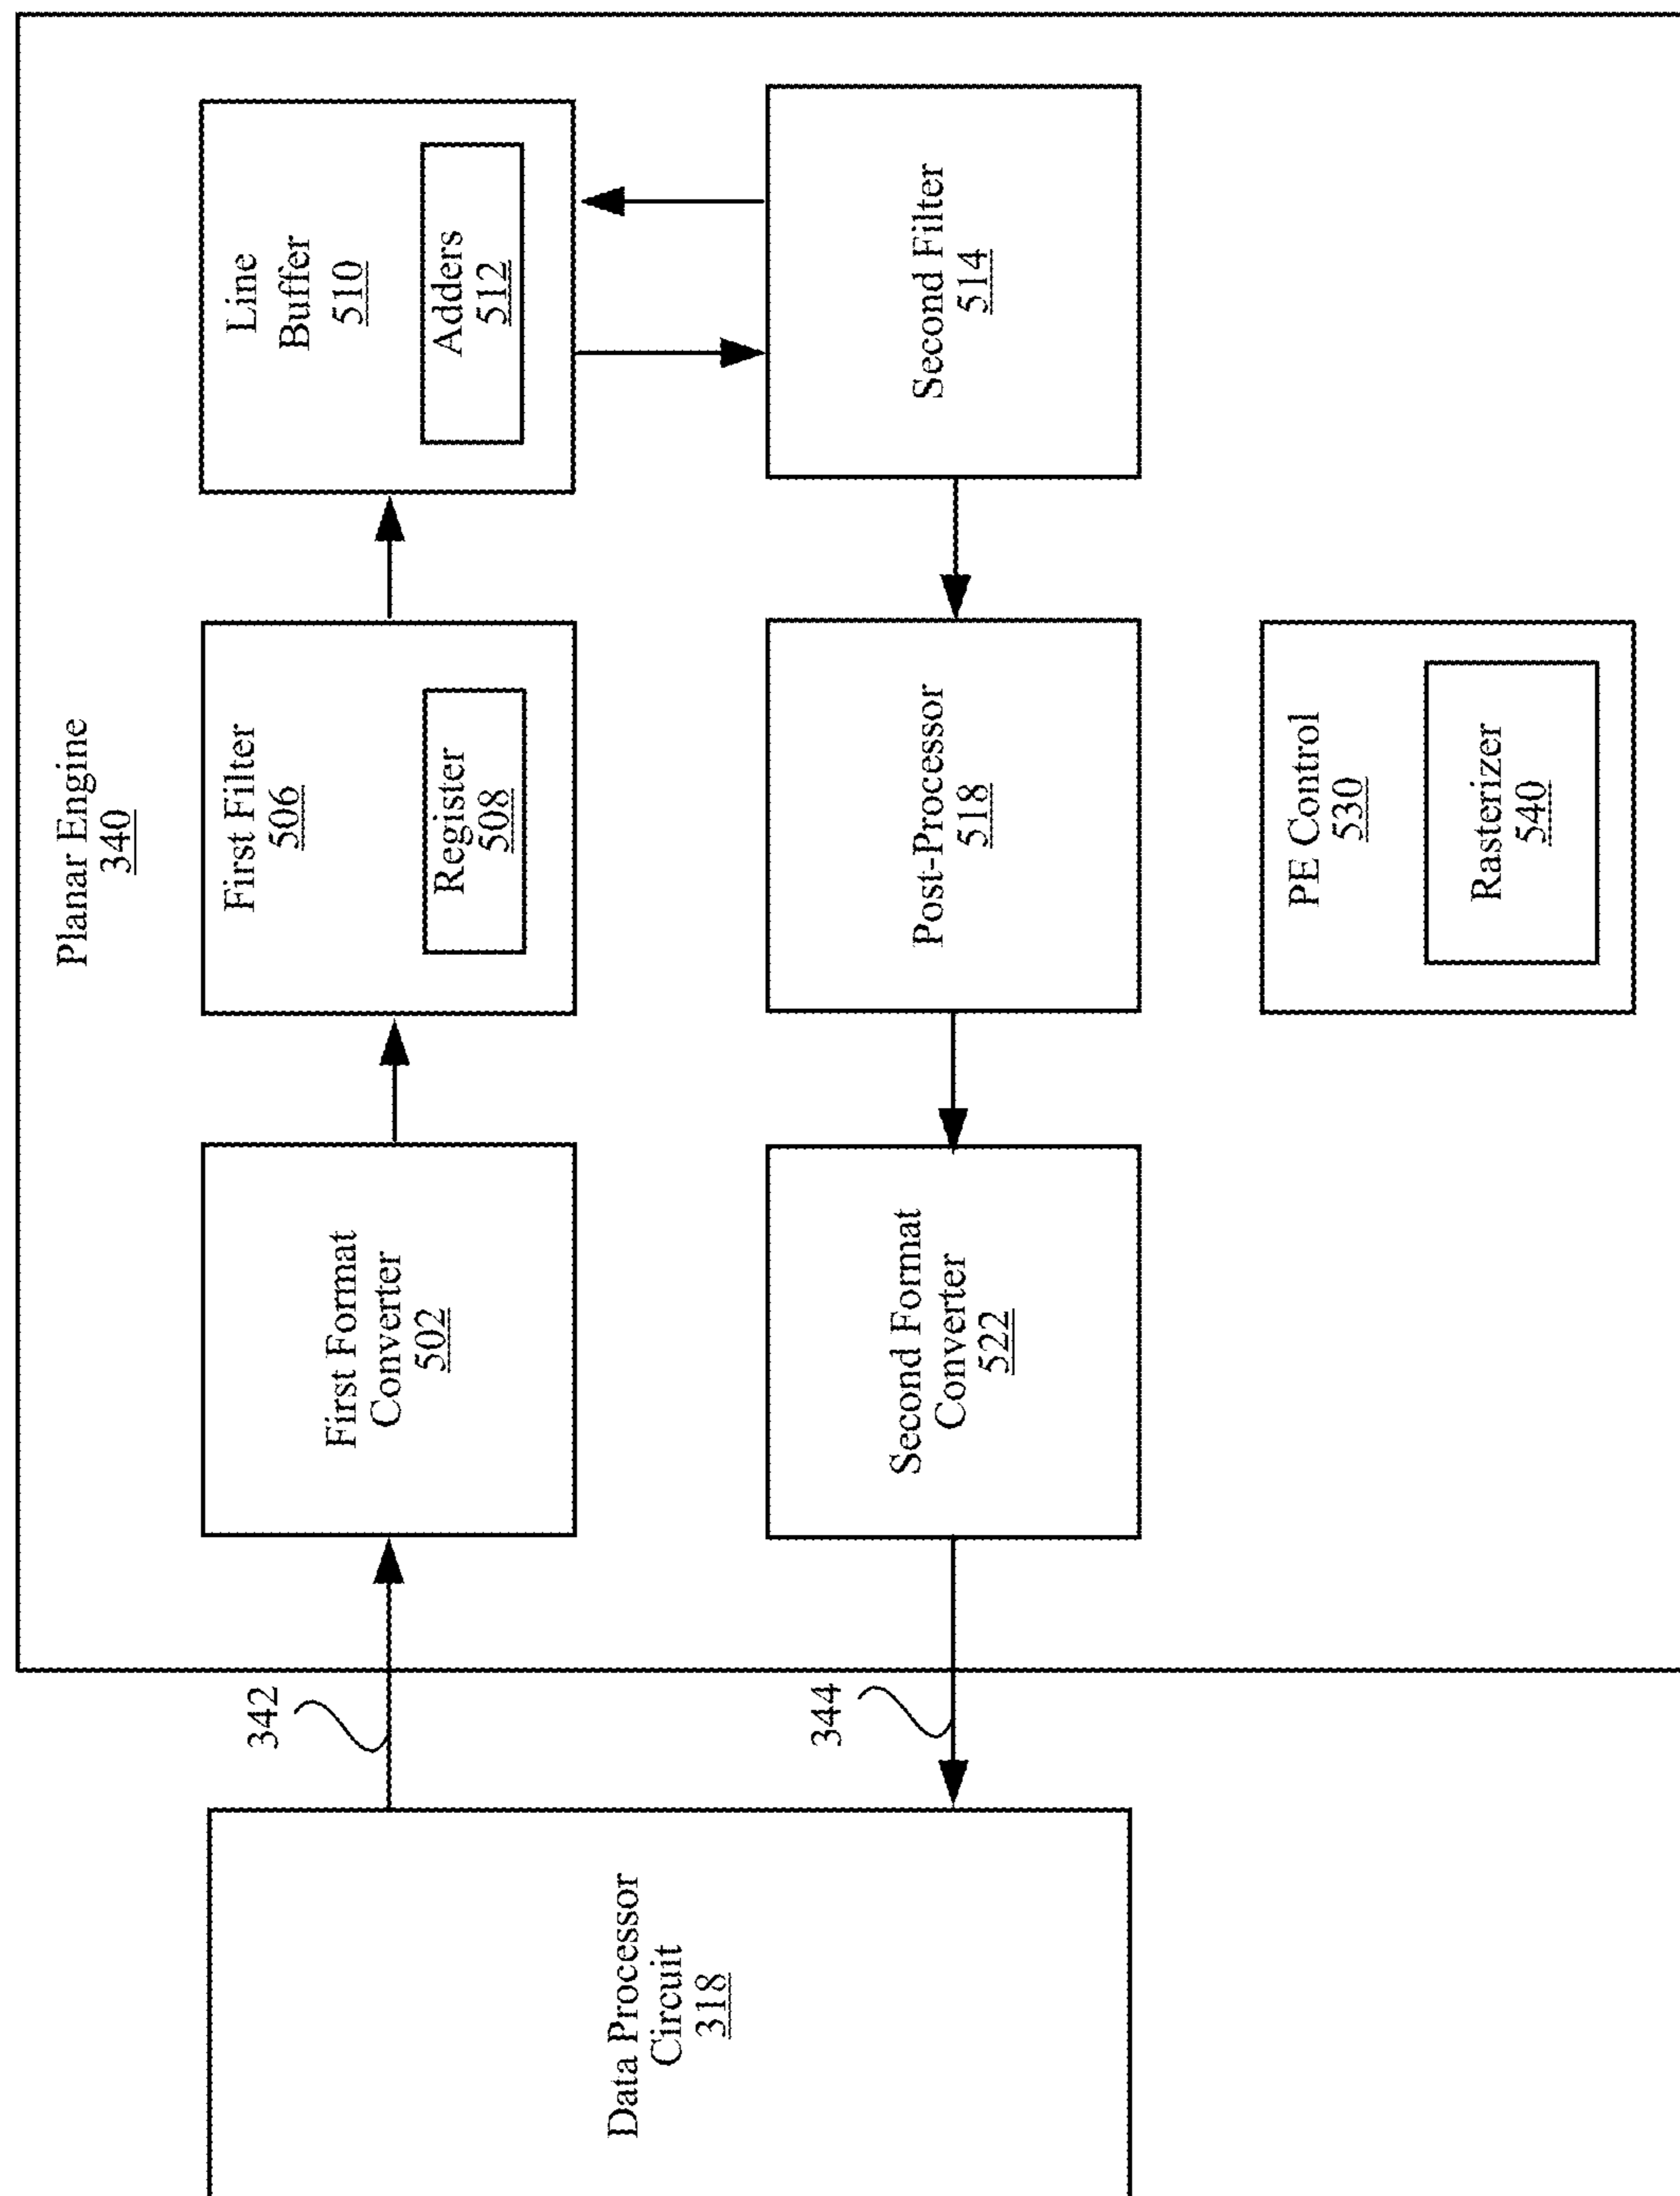 Planar Engine
340
First Format
Converter
502
First Filter
506
Register
508
Line
Buffer
510
Adders
512
Second Format
Converter
522
Post-Processor
518
Second Filter
514
PE Control
530
Rasterizer
540
342
344
Data Processor
Circuit
318